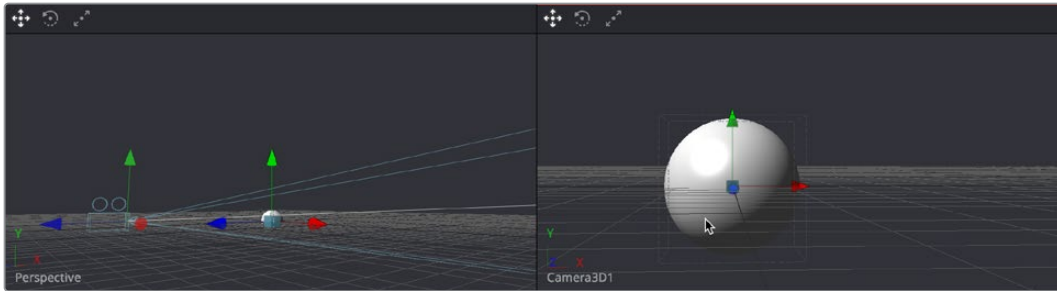 Y
X
Perspective
Y
Z X
Camera3D1